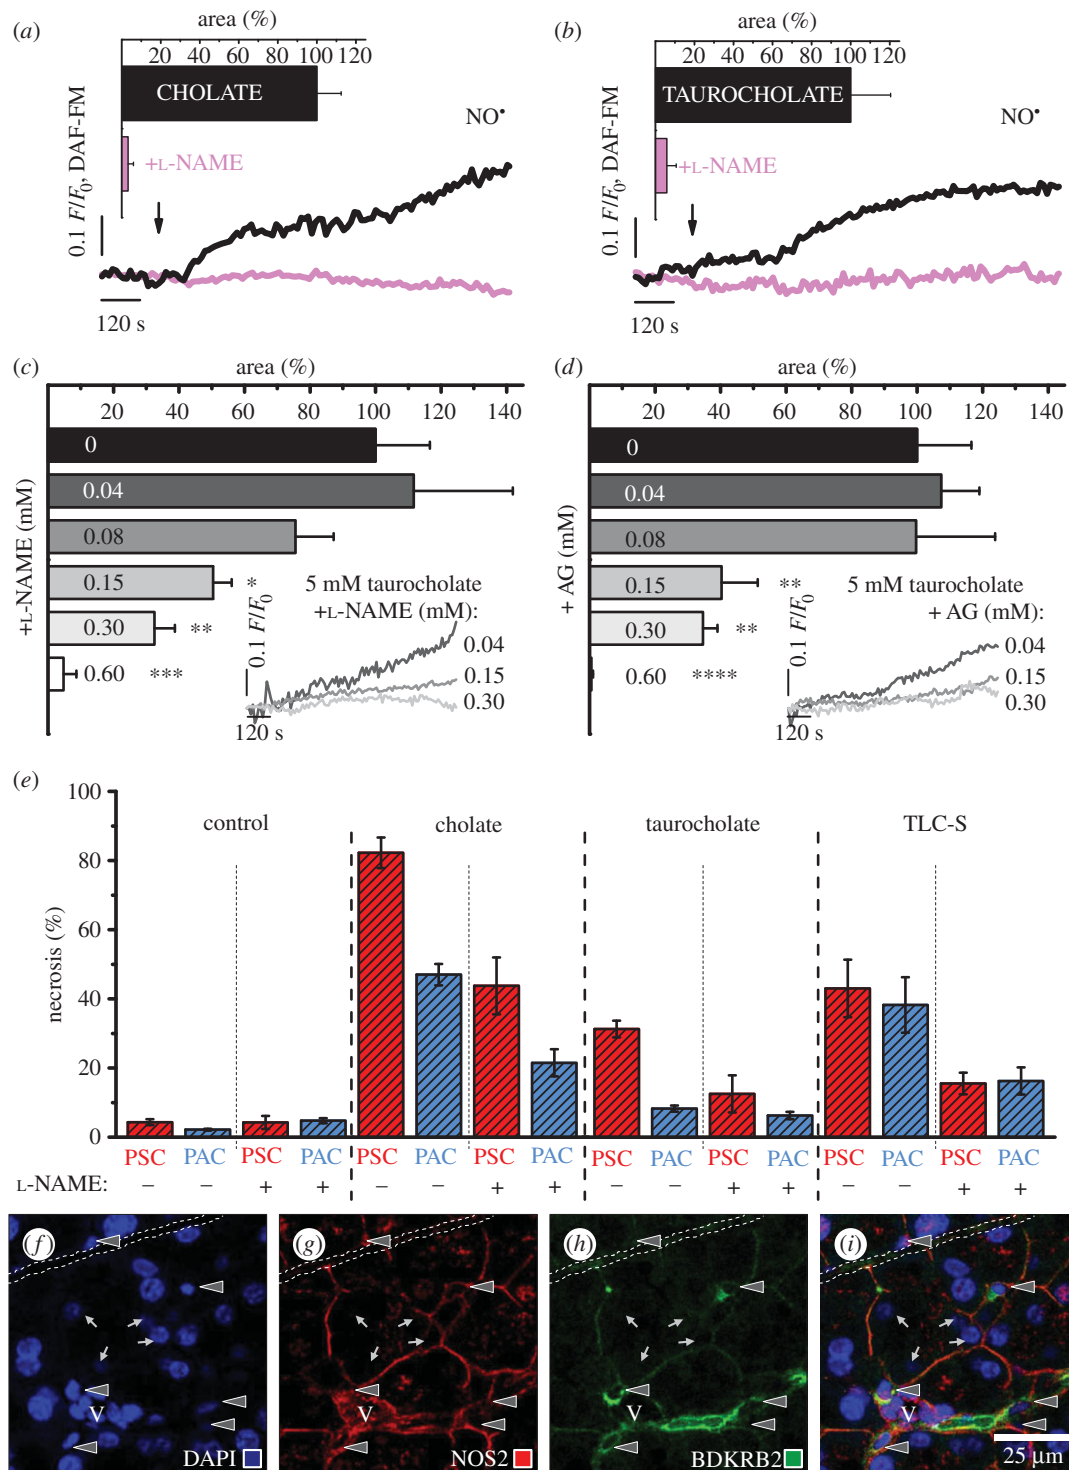 (a)
area (%)
20 40 60 80 100 120
CHOLATE
+L-NAME
NO•
0.1 F/F0, DAF-FM
120 s
(b)
area (%)
20 40 60 80 100 120
TAUROCHOLATE
+L-NAME
NO•
0.1 F/F0, DAF-FM
120 s
(c)
area (%)
20 40 60 80 100 120 140
+L-NAME (mM)
0
0.04
0.08
0.15 *
0.30 **
0.60 ***
5 mM taurocholate
+L-NAME (mM):
0.1 F/F0
0.04
0.15
0.30
120 s
(d)
area (%)
20 40 60 80 100 120 140
+ AG (mM)
0
0.04
0.08
0.15 **
0.30 **
0.60 ****
5 mM taurocholate
+ AG (mM):
0.1 F/F0
0.04
0.15
0.30
120 s
(e)
necrosis (%)
100
80
60
40
20
0
control cholate taurocholate TLC-S
PSC PAC PSC PAC PSC PAC PSC PAC PSC PAC PSC PAC PSC PAC PSC PAC
L-NAME: – – + + – – + + – – + + – – + +
(f)
V
DAPI
(g)
V
NOS2
(h)
V
BDKRB2
(i)
V
25 µm